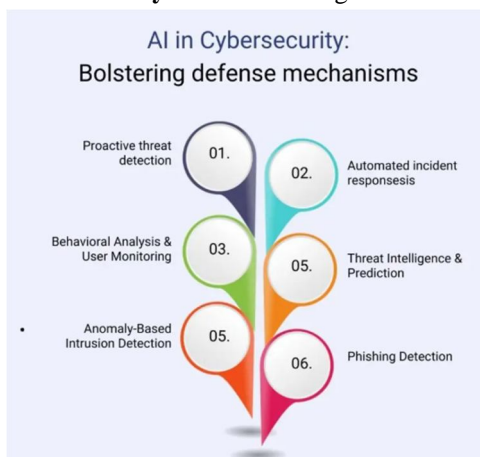 AI in Cybersecurity:
Bolstering defense mechanisms
Proactive threat
detection
01.
02.
Automated incident
responsesis
Behavioral Analysis &
User Monitoring
03.
05.
Threat Intelligence &
Prediction
Anomaly-Based
Intrusion Detection
05.
06.
Phishing Detection